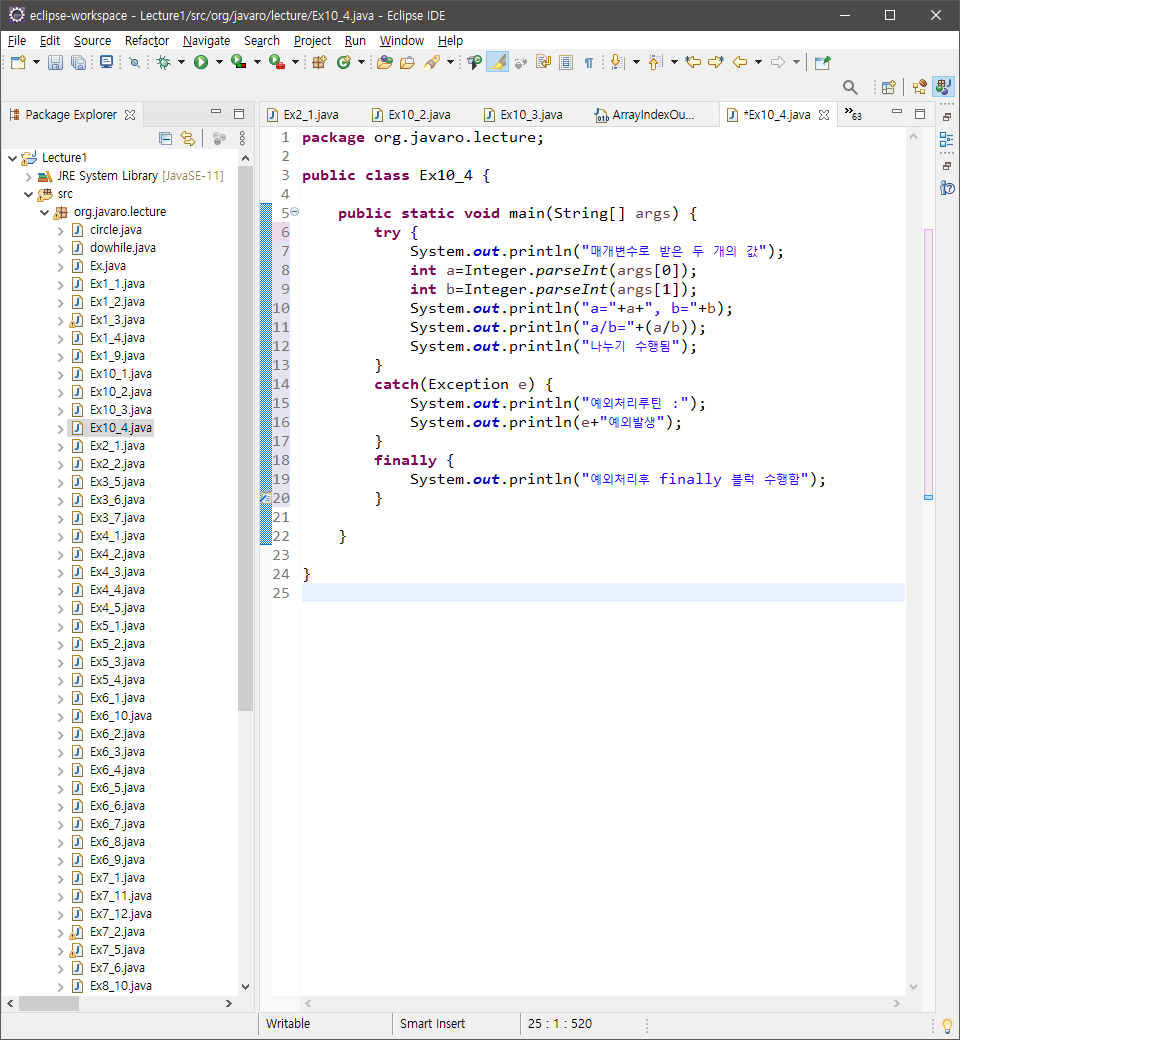 eclipse-workspace - Lecture1/src/org/javaro/lecture/Ex10_4.java - Eclipse IDE
File Edit Source Refactor Navigate Search Project Run Window Help
Package Explorer
Lecture1
JRE System Library [JavaSE-11]
src
org.javaro.lecture
circle.java
dowhile.java
Ex.java
Ex1_1.java
Ex1_2.java
Ex1_3.java
Ex1_4.java
Ex1_9.java
Ex10_1.java
Ex10_2.java
Ex10_3.java
Ex10_4.java
Ex2_1.java
Ex2_2.java
Ex3_5.java
Ex3_6.java
Ex3_7.java
Ex4_1.java
Ex4_2.java
Ex4_3.java
Ex4_4.java
Ex4_5.java
Ex5_1.java
Ex5_2.java
Ex5_3.java
Ex5_4.java
Ex6_1.java
Ex6_10.java
Ex6_2.java
Ex6_3.java
Ex6_4.java
Ex6_5.java
Ex6_6.java
Ex6_7.java
Ex6_8.java
Ex6_9.java
Ex7_1.java
Ex7_11.java
Ex7_12.java
Ex7_2.java
Ex7_5.java
Ex7_6.java
Ex8_10.java
Ex2_1.java Ex10_2.java Ex10_3.java ArrayIndexOu... *Ex10_4.java »63
1 package org.javaro.lecture;
2
3 public class Ex10_4 {
4
5 public static void main(String[] args) {
6 try {
7 System.out.println("매개변수로 받은 두 개의 값");
8 int a=Integer.parseInt(args[0]);
9 int b=Integer.parseInt(args[1]);
10 System.out.println("a="+a+", b="+b);
11 System.out.println("a/b="+(a/b));
12 System.out.println("나누기 수행됨");
13 }
14 catch(Exception e) {
15 System.out.println("예외처리루틴 :");
16 System.out.println(e+"예외발생");
17 }
18 finally {
19 System.out.println("예외처리후 finally 블럭 수행함");
20 }
21
22 }
23
24 }
25
Writable Smart Insert 25 : 1 : 520